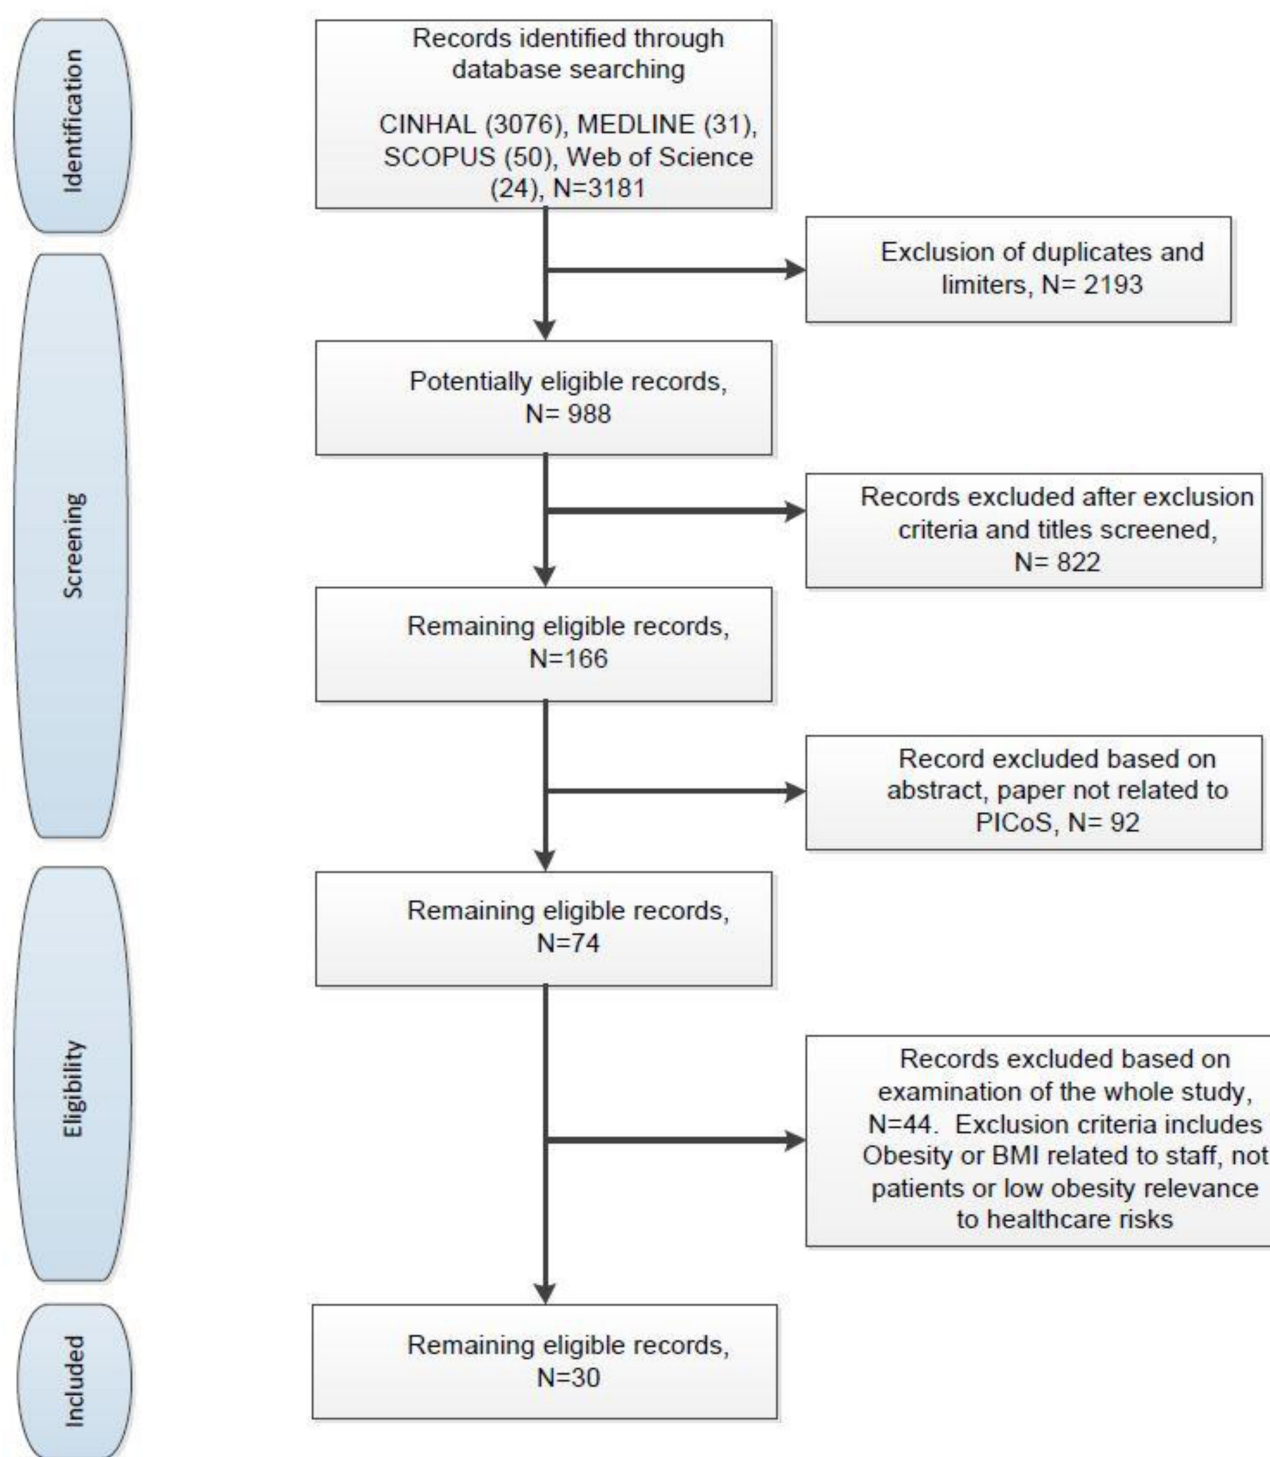 Identification
Records identified through
database searching
CINHAL (3076), MEDLINE (31),
SCOPUS (50), Web of Science
(24), N=3181
Exclusion of duplicates and
limiters, N= 2193
Screening
Potentially eligible records,
N= 988
Records excluded after exclusion
criteria and titles screened,
N= 822
Remaining eligible records,
N=166
Record excluded based on
abstract, paper not related to
PICoS, N= 92
Eligibility
Remaining eligible records,
N=74
Records excluded based on
examination of the whole study,
N=44.  Exclusion criteria includes
Obesity or BMI related to staff, not
patients or low obesity relevance
to healthcare risks
Included
Remaining eligible records,
N=30